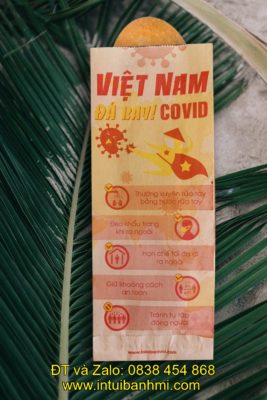 VIỆT NAM
ĐÁ BAY! COVID
Thường xuyên rửa tay
bằng nước rửa tay
Đeo khẩu trang
khi ra ngoài
Hạn chế tối đa đi
ra ngoài
Giữ khoảng cách
an toàn
Tránh tụ tập
đông người
ĐT và Zalo: 0838 454 868
www.intuibanhmi.com